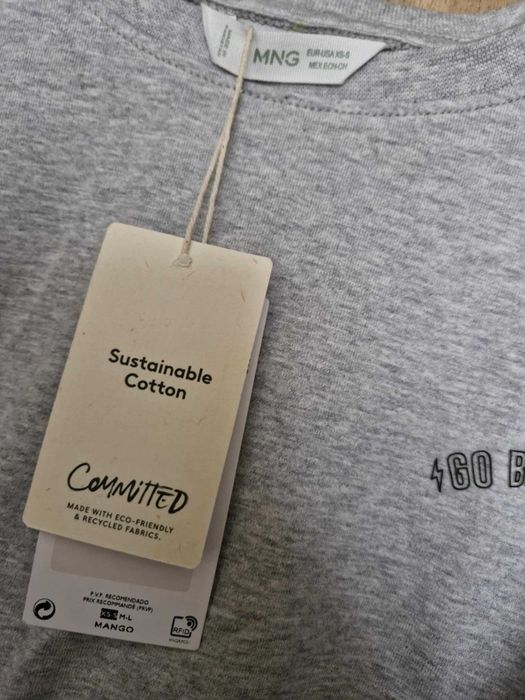 MNG
EUR-USA XS-S
MEX ECH-CH
Sustainable
Cotton
COMMITTED
MADE WITH ECO-FRIENDLY
& RECYCLED FABRICS.
GO B
P.V.P. RECOMENDADO
PRIX RECOMMANDÉ (PRVP)
XS-S M-L
MANGO
RFID